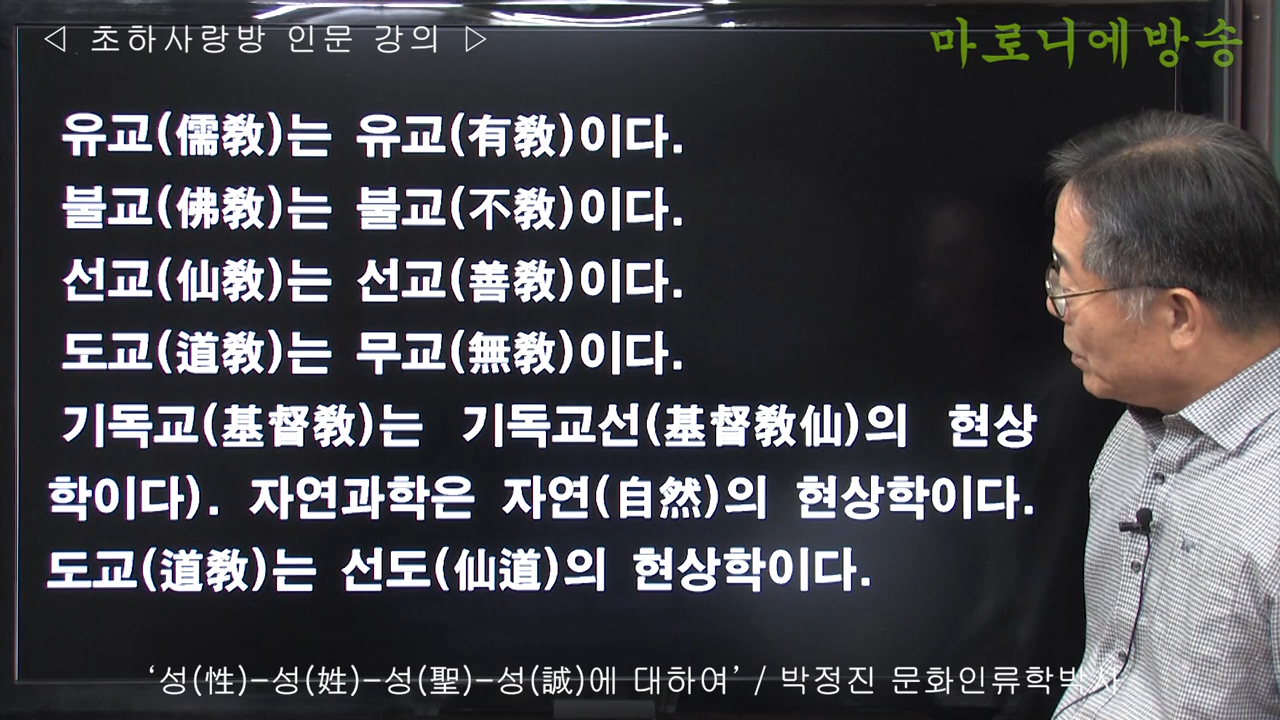 ◁ 초하사랑방 인문 강의 ▷
마로니에방송
유교(儒敎)는 유교(有敎)이다.
불교(佛敎)는 불교(不敎)이다.
선교(仙敎)는 선교(善敎)이다.
도교(道敎)는 무교(無敎)이다.
기독교(基督敎)는 기독교선(基督敎仙)의 현상
학이다). 자연과학은 자연(自然)의 현상학이다.
도교(道敎)는 선도(仙道)의 현상학이다.
‘성(性)-성(姓)-성(聖)-성(誠)에 대하여’ / 박정진 문화인류학박사